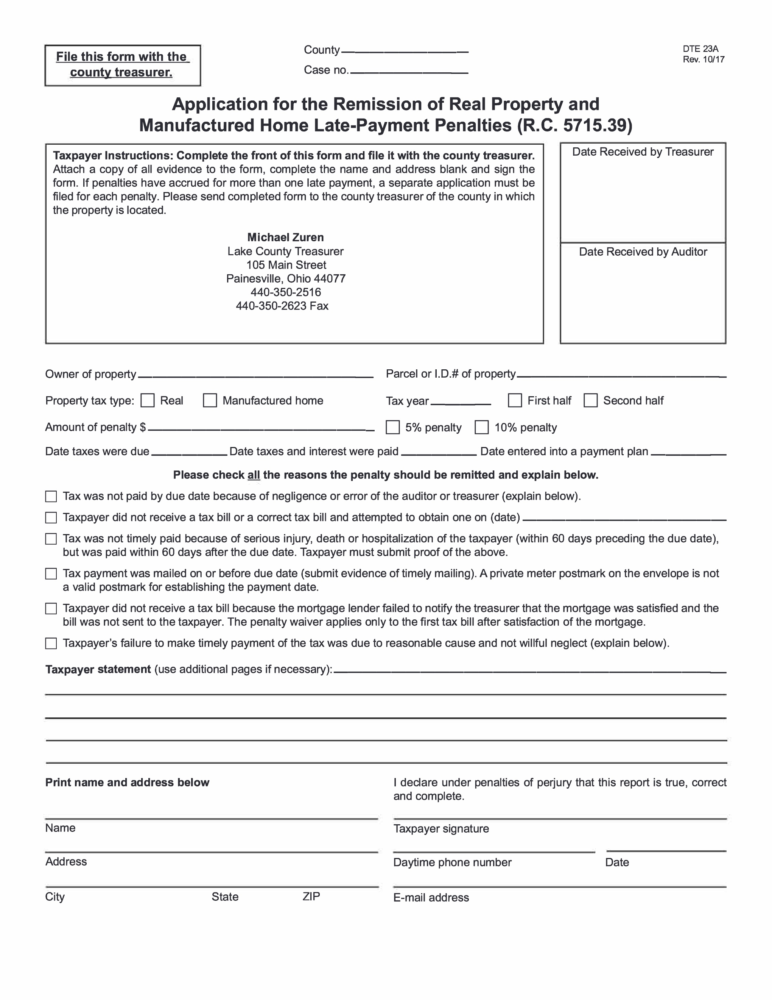 File this form with the
county treasurer.
County
Case no.
DTE 23A
Rev. 10/17
Application for the Remission of Real Property and
Manufactured Home Late-Payment Penalties (R.C. 5715.39)
Taxpayer Instructions: Complete the front of this form and file it with the county treasurer.
Attach a copy of all evidence to the form, complete the name and address blank and sign the
form. If penalties have accrued for more than one late payment, a separate application must be
filed for each penalty. Please send completed form to the county treasurer of the county in which
the property is located.
Michael Zuren
Lake County Treasurer
105 Main Street
Painesville, Ohio 44077
440-350-2516
440-350-2623 Fax
Date Received by Treasurer
Date Received by Auditor
Owner of property Parcel or I.D.# of property
Property tax type: Real Manufactured home Tax year First half Second half
Amount of penalty $ 5% penalty 10% penalty
Date taxes were due Date taxes and interest were paid Date entered into a payment plan
Please check all the reasons the penalty should be remitted and explain below.
Tax was not paid by due date because of negligence or error of the auditor or treasurer (explain below).
Taxpayer did not receive a tax bill or a correct tax bill and attempted to obtain one on (date)
Tax was not timely paid because of serious injury, death or hospitalization of the taxpayer (within 60 days preceding the due date),
but was paid within 60 days after the due date. Taxpayer must submit proof of the above.
Tax payment was mailed on or before due date (submit evidence of timely mailing). A private meter postmark on the envelope is not
a valid postmark for establishing the payment date.
Taxpayer did not receive a tax bill because the mortgage lender failed to notify the treasurer that the mortgage was satisfied and the
bill was not sent to the taxpayer. The penalty waiver applies only to the first tax bill after satisfaction of the mortgage.
Taxpayer's failure to make timely payment of the tax was due to reasonable cause and not willful neglect (explain below).
Taxpayer statement (use additional pages if necessary):
Print name and address below
I declare under penalties of perjury that this report is true, correct
and complete.
Name
Taxpayer signature
Address
Daytime phone number Date
City State ZIP
E-mail address